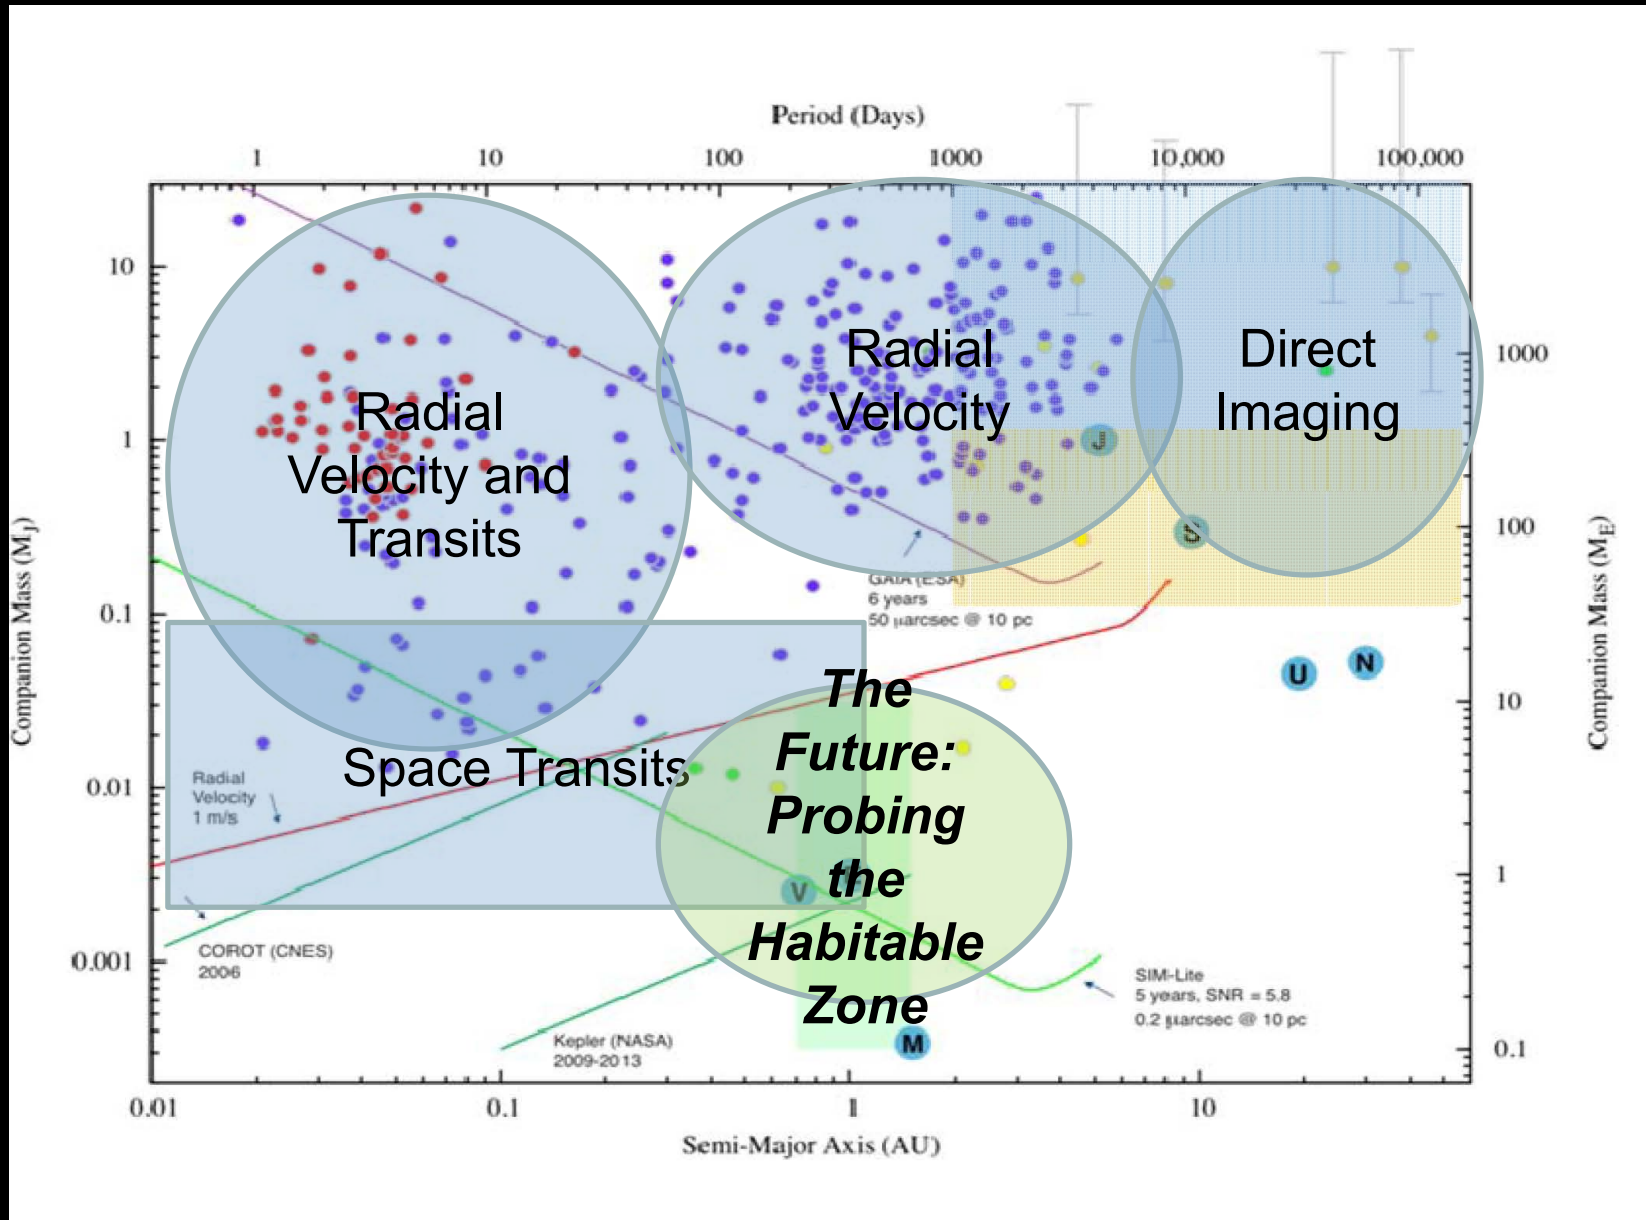 Period (Days)
1 10 100 1000 10,000 100,000
10
1
0.1
0.01
0.001
Companion Mass (MJ)
1000
100
10
1
0.1
Companion Mass (ME)
0.01 0.1 1 10
Semi-Major Axis (AU)
Radial
Velocity and
Transits
Radial
Velocity
Direct
Imaging
J
S
U
N
GAIA (ESA)
6 years
50 µarcsec @ 10 pc
Space Transits
Radial
Velocity
1 m/s
COROT (CNES)
2006
Kepler (NASA)
2009-2013
The
Future:
Probing
the
Habitable
Zone
V
M
SIM-Lite
5 years, SNR = 5.8
0.2 µarcsec @ 10 pc